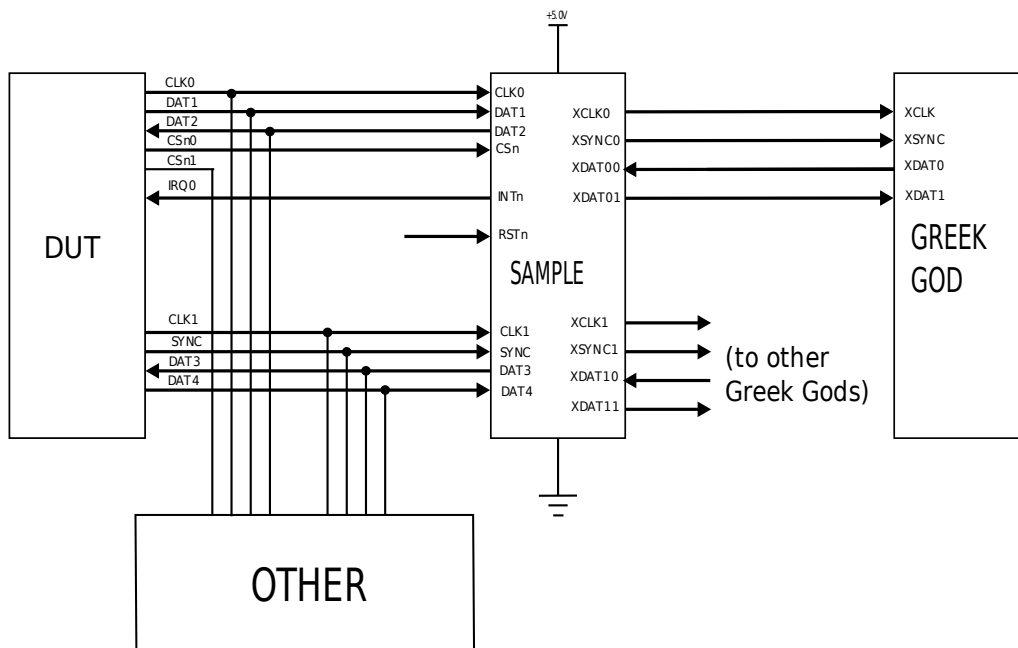 +5.0V
CLK0
DAT1
DAT2
CSn0
CSn1
IRQ0
DUT
CLK1
SYNC
DAT3
DAT4
CLK0
DAT1
DAT2
CSn
INTn
RSTn
SAMPLE
CLK1
SYNC
DAT3
DAT4
XCLK0
XSYNC0
XDAT00
XDAT01
XCLK1
XSYNC1
XDAT10
XDAT11
XCLK
XSYNC
XDAT0
XDAT1
GREEK
GOD
(to other
Greek Gods)
OTHER